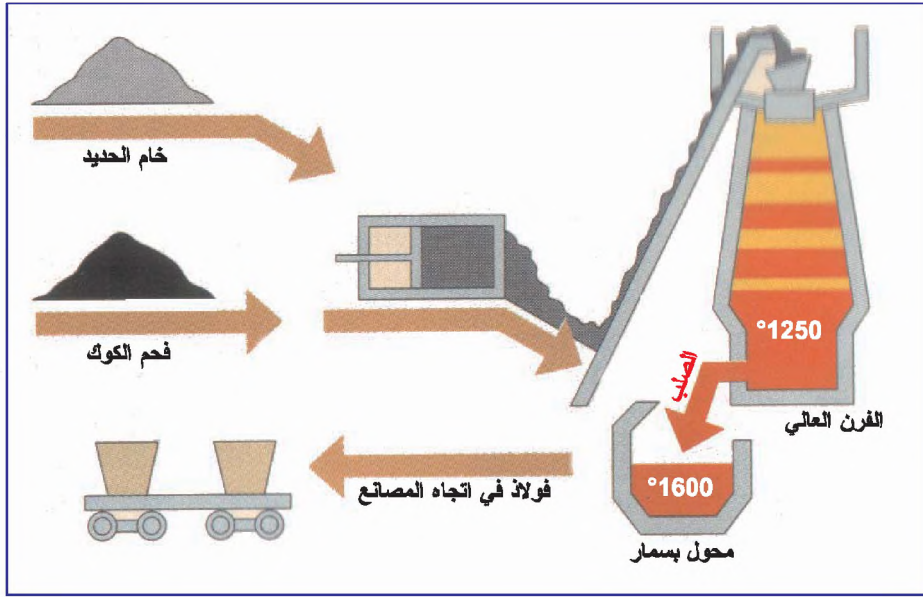 خام الحديد
فحم الكوك
°1250
الصلب
الفرن العالي
°1600
فولاذ في اتجاه المصانع
محول بسمار